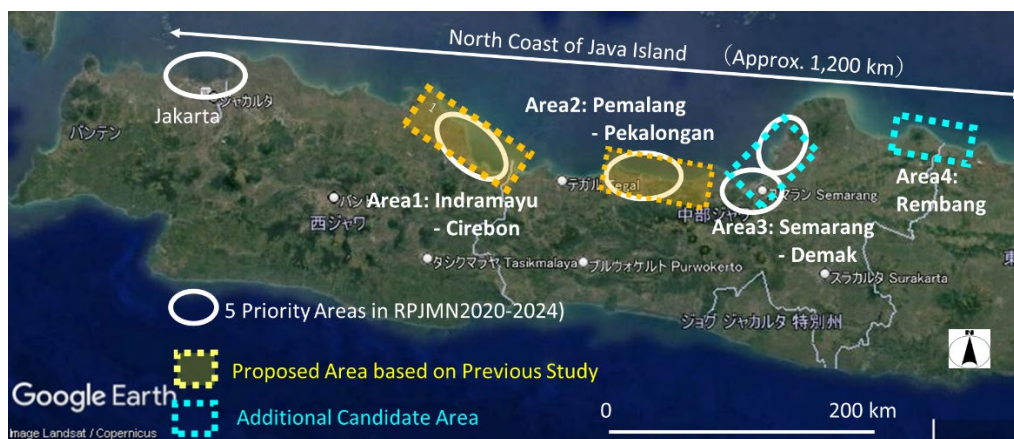 North Coast of Java Island　（Approx. 1,200 km）
ジャカルタ
Jakarta
バンテン
1
Area2: Pemalang
- Pekalongan
Area1: Indramayu
- Cirebon
Area4:
Rembang
Semarang
中部ジャワ
Area3: Semarang
- Demak
西ジャワ
タシクマラヤ Tasikmalaya
プルウォケルト Purwokerto
スラカルタ Surakarta
ジョグジャカルタ 特別州
5 Priority Areas in RPJMN2020-2024)
Proposed Area based on Previous Study
Additional Candidate Area
Google Earth
Image Landsat / Copernicus
0
200 km